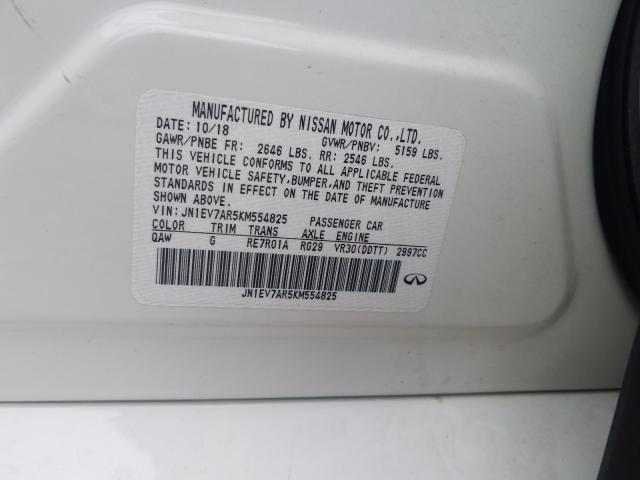 MANUFACTURED BY NISSAN MOTOR CO.,LTD.
DATE: 10/18 GVWR/PNBV: 5159 LBS.
GAWR/PNBE FR: 2646 LBS. RR: 2546 LBS.
THIS VEHICLE CONFORMS TO ALL APPLICABLE FEDERAL
MOTOR VEHICLE SAFETY, BUMPER, AND THEFT PREVENTION
STANDARDS IN EFFECT ON THE DATE OF MANUFACTURE
SHOWN ABOVE.
VIN: JN1EV7AR5KM554825 PASSENGER CAR
COLOR TRIM TRANS AXLE ENGINE
QAW G RE7R01A RG29 VR30(DDTT) 2997CC
JN1EV7AR5KM554825